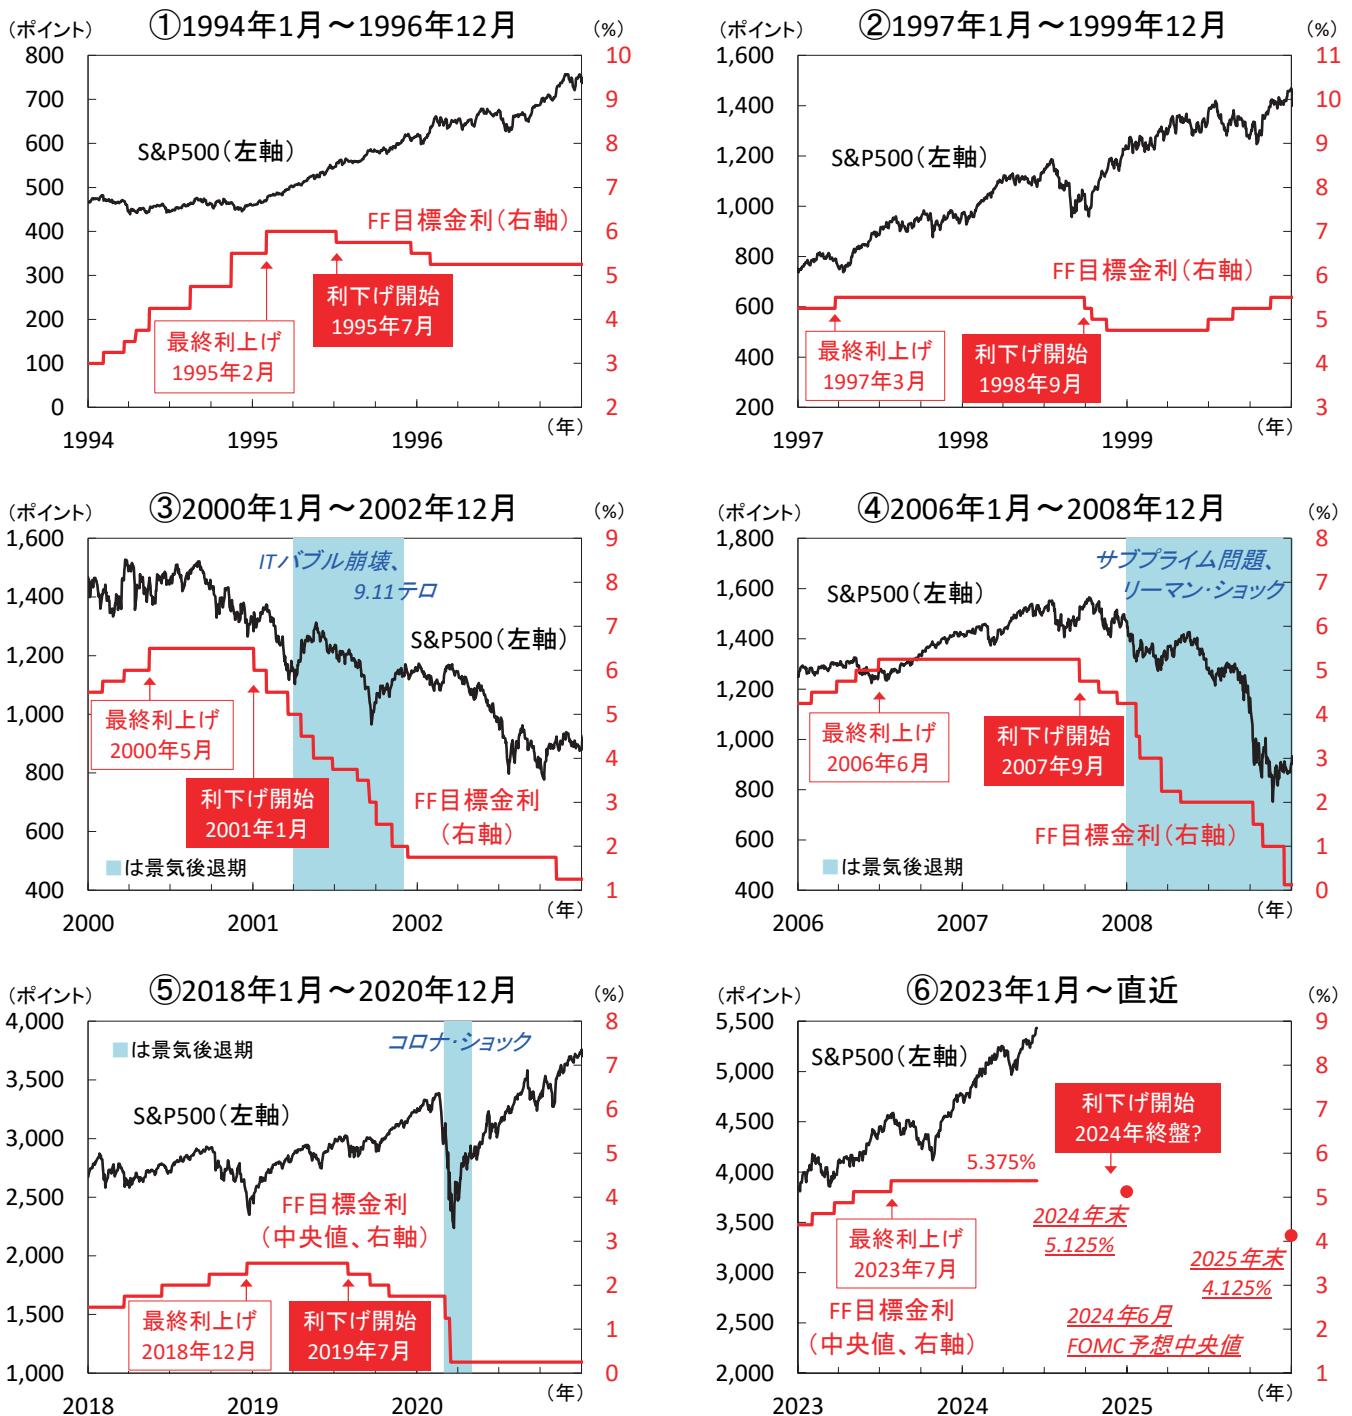 ①1994年1月～1996年12月
(ポイント)
(%)
800
700
600
500
400
300
200
100
0
10
9
8
7
6
5
4
3
2
S&P500(左軸)
FF目標金利(右軸)
利下げ開始
1995年7月
最終利上げ
1995年2月
1994
1995
1996
(年)
②1997年1月～1999年12月
(ポイント)
(%)
1,600
1,400
1,200
1,000
800
600
400
200
11
10
9
8
7
6
5
4
3
S&P500(左軸)
FF目標金利(右軸)
最終利上げ
1997年3月
利下げ開始
1998年9月
1997
1998
1999
(年)
③2000年1月～2002年12月
(ポイント)
(%)
1,600
1,400
1,200
1,000
800
600
400
9
8
7
6
5
4
3
2
1
ITバブル崩壊、
9.11テロ
S&P500(左軸)
最終利上げ
2000年5月
利下げ開始
2001年1月
FF目標金利
(右軸)
は景気後退期
2000
2001
2002
(年)
④2006年1月～2008年12月
(ポイント)
(%)
1,800
1,600
1,400
1,200
1,000
800
600
400
8
7
6
5
4
3
2
1
0
サブプライム問題、
リーマン・ショック
S&P500(左軸)
最終利上げ
2006年6月
利下げ開始
2007年9月
FF目標金利(右軸)
は景気後退期
2006
2007
2008
(年)
⑤2018年1月～2020年12月
(ポイント)
(%)
4,000
3,500
3,000
2,500
2,000
1,500
1,000
8
7
6
5
4
3
2
1
0
は景気後退期
コロナ・ショック
S&P500(左軸)
FF目標金利
(中央値、右軸)
最終利上げ
2018年12月
利下げ開始
2019年7月
2018
2019
2020
(年)
⑥2023年1月～直近
(ポイント)
(%)
5,500
5,000
4,500
4,000
3,500
3,000
2,500
2,000
9
8
7
6
5
4
3
2
1
S&P500(左軸)
利下げ開始
2024年終盤?
5.375%
最終利上げ
2023年7月
2024年末
5.125%
2025年末
4.125%
FF目標金利
(中央値、右軸)
2024年6月
FOMC予想中央値
2023
2024
2025
(年)